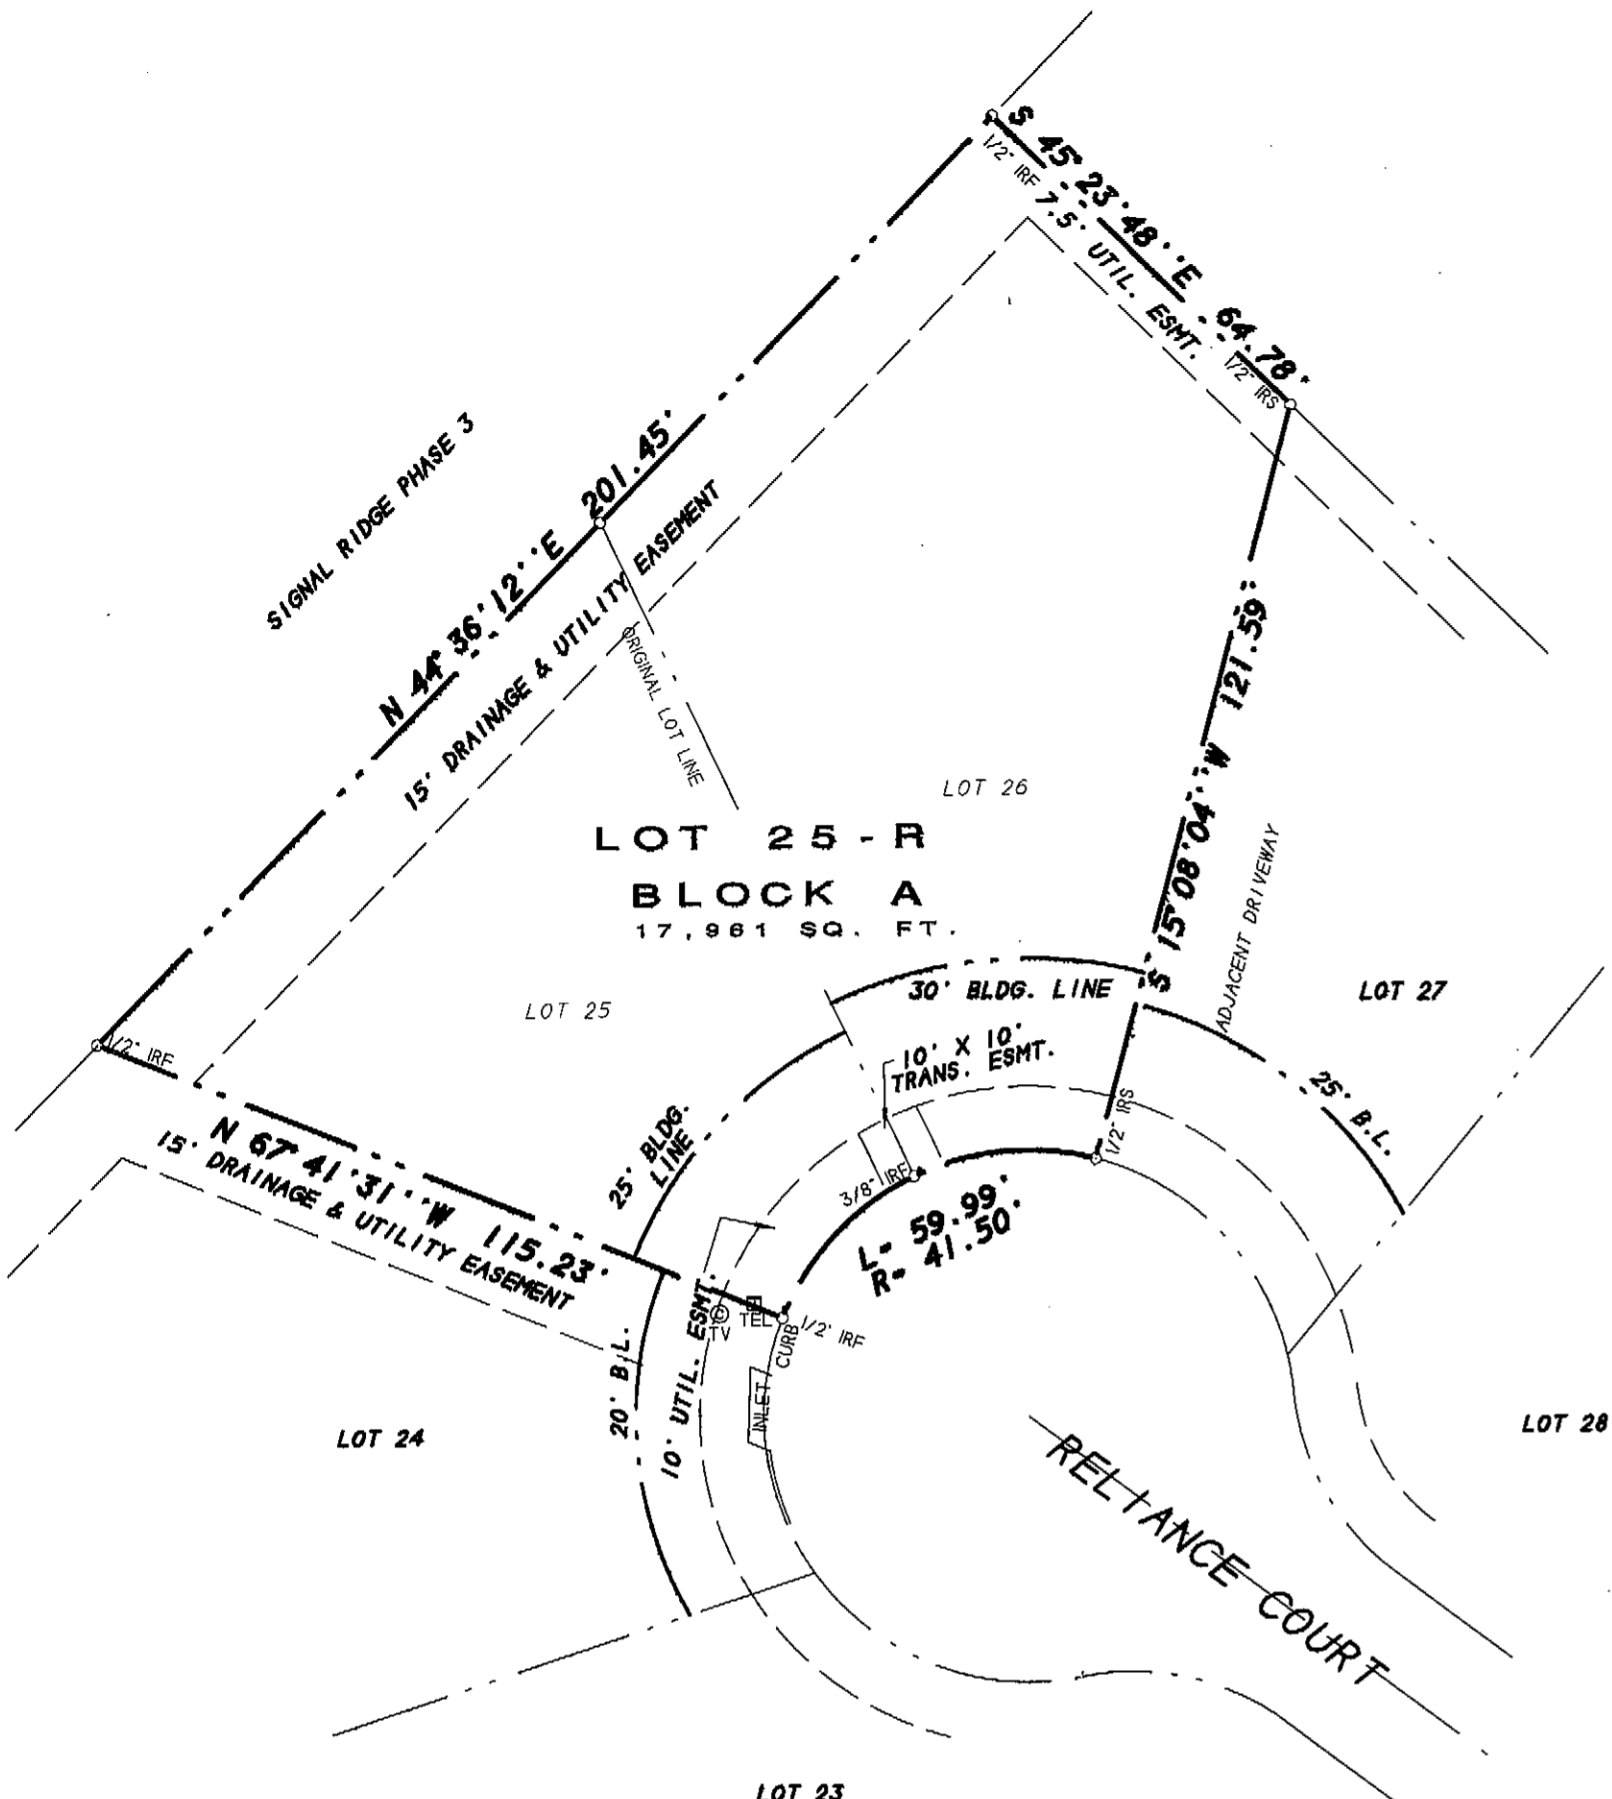 S 45°23'48''E 64.78'
1/2" IRF
7.5' UTIL. ESMT.
1/2" IRS
SIGNAL RIDGE PHASE 3
N 44°36'12''E 201.45'
15' DRAINAGE & UTILITY EASEMENT
ORIGINAL LOT LINE
S 15°08'04''W 121.59'
LOT 26
LOT 25-R
BLOCK A
17,961 SQ. FT.
ADJACENT DRIVEWAY
30' BLDG. LINE
LOT 27
LOT 25
1/2" IRF
10' X 10'
TRANS. ESMT.
25' B.L.
25' BLDG.
LINE
1/2" IRS
N 67°41'31''W 115.23'
15' DRAINAGE & UTILITY EASEMENT
3/8" IRF
L= 59.99'
R= 41.50'
TEL
TV
C
1/2" IRF
CURB
20' B.L.
10' UTIL. ESMT.
INLET
LOT 24
LOT 28
RELIANCE COURT
LOT 23